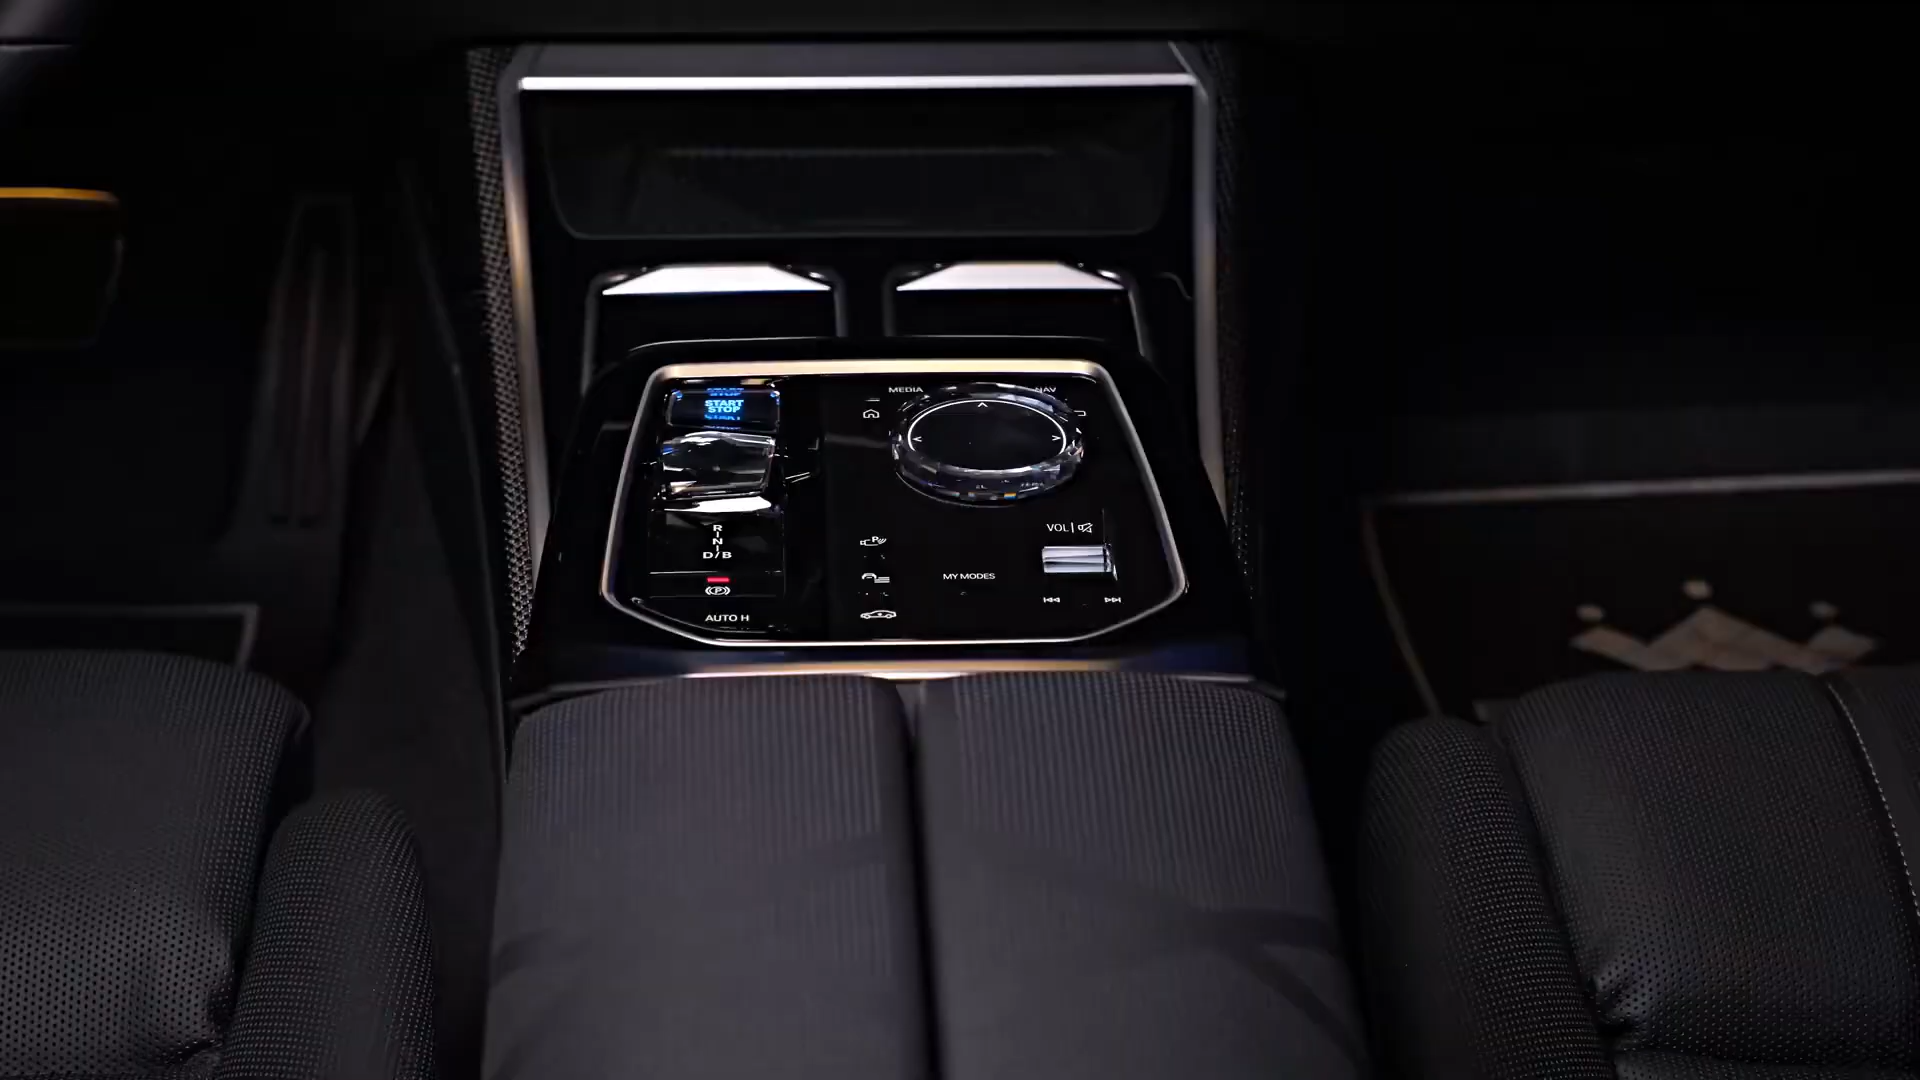 START
STOP
MEDIA
NAV
R
N
D/B
VOL
P
P
MY MODES
AUTO H